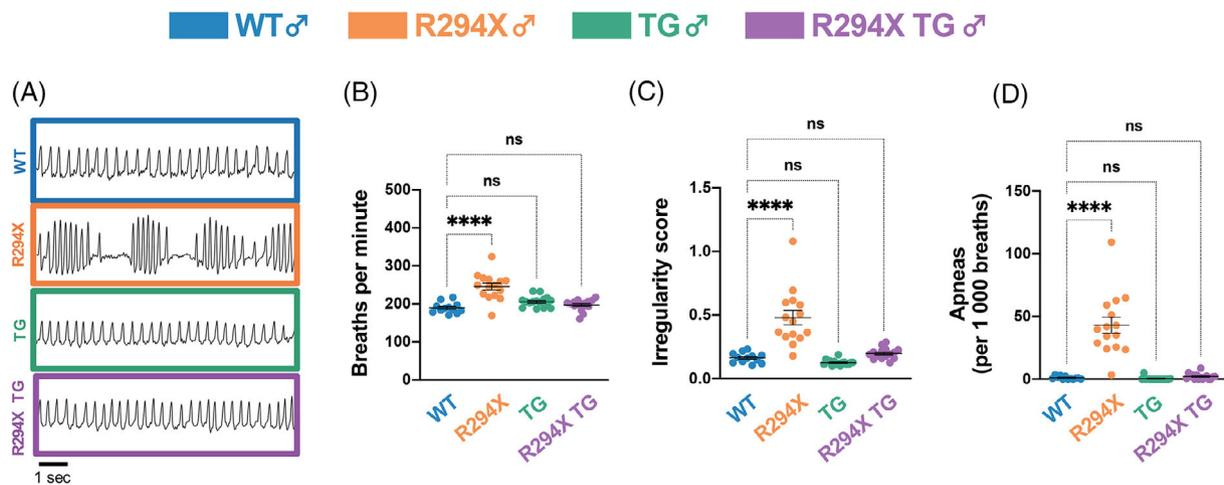 WT♂ R294X♂ TG♂ R294X TG ♂
(A)
WT
R294X
TG
R294X TG
1 sec
(B)
Breaths per minute
500
400
300
200
100
0
ns
ns
****
WT
R294X
TG
R294X TG
(C)
Irregularity score
1.5
1.0
0.5
0.0
ns
ns
****
WT
R294X
TG
R294X TG
(D)
Apneas
(per 1 000 breaths)
150
100
50
0
ns
ns
****
WT
R294X
TG
R294X TG